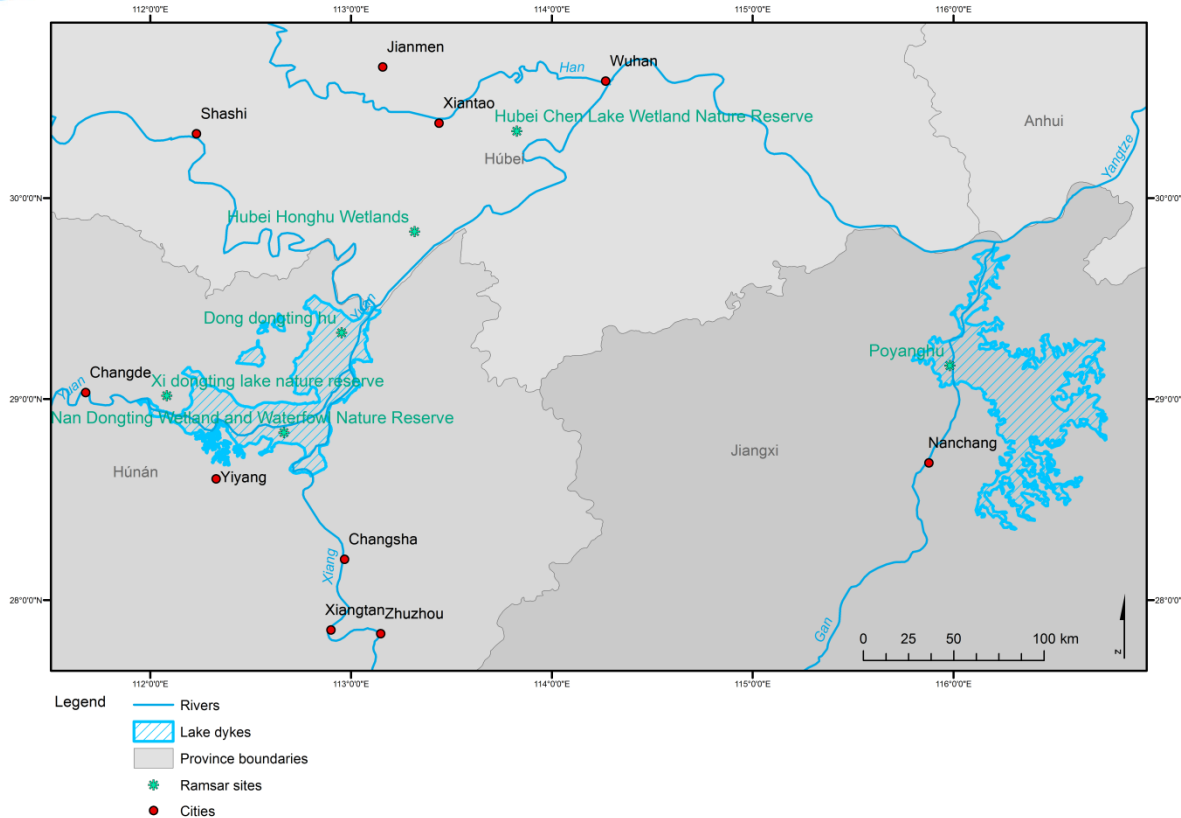 112°0'0"E
113°0'0"E
114°0'0"E
115°0'0"E
116°0'0"E
Jianmen
Han
Wuhan
Xiantao
Shashi
Hubei Chen Lake Wetland Nature Reserve
Anhui
Húbei
Yangtze
30°0'0"N
30°0'0"N
Hubei Honghu Wetlands
Dong dongting hu
Poyanghu
Changde
Xi dongting lake nature reserve
Yuan
29°0'0"N
29°0'0"N
Nan Dongting Wetland and Waterfowl Nature Reserve
Nanchang
Jiangxi
Húnán
Yiyang
Changsha
Xiang
28°0'0"N
28°0'0"N
Xiangtan
Zhuzhou
Gan
0 25 50 100 km
N
112°0'0"E
113°0'0"E
114°0'0"E
115°0'0"E
116°0'0"E
Legend
Rivers
Lake dykes
Province boundaries
Ramsar sites
Cities